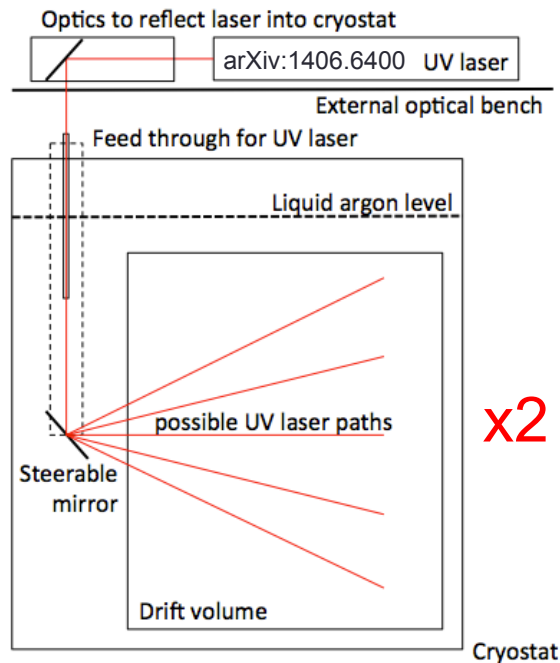 Optics to reflect laser into cryostat
arXiv:1406.6400 UV laser
External optical bench
Feed through for UV laser
Liquid argon level
possible UV laser paths
x2
Steerable
mirror
Drift volume
Cryostat